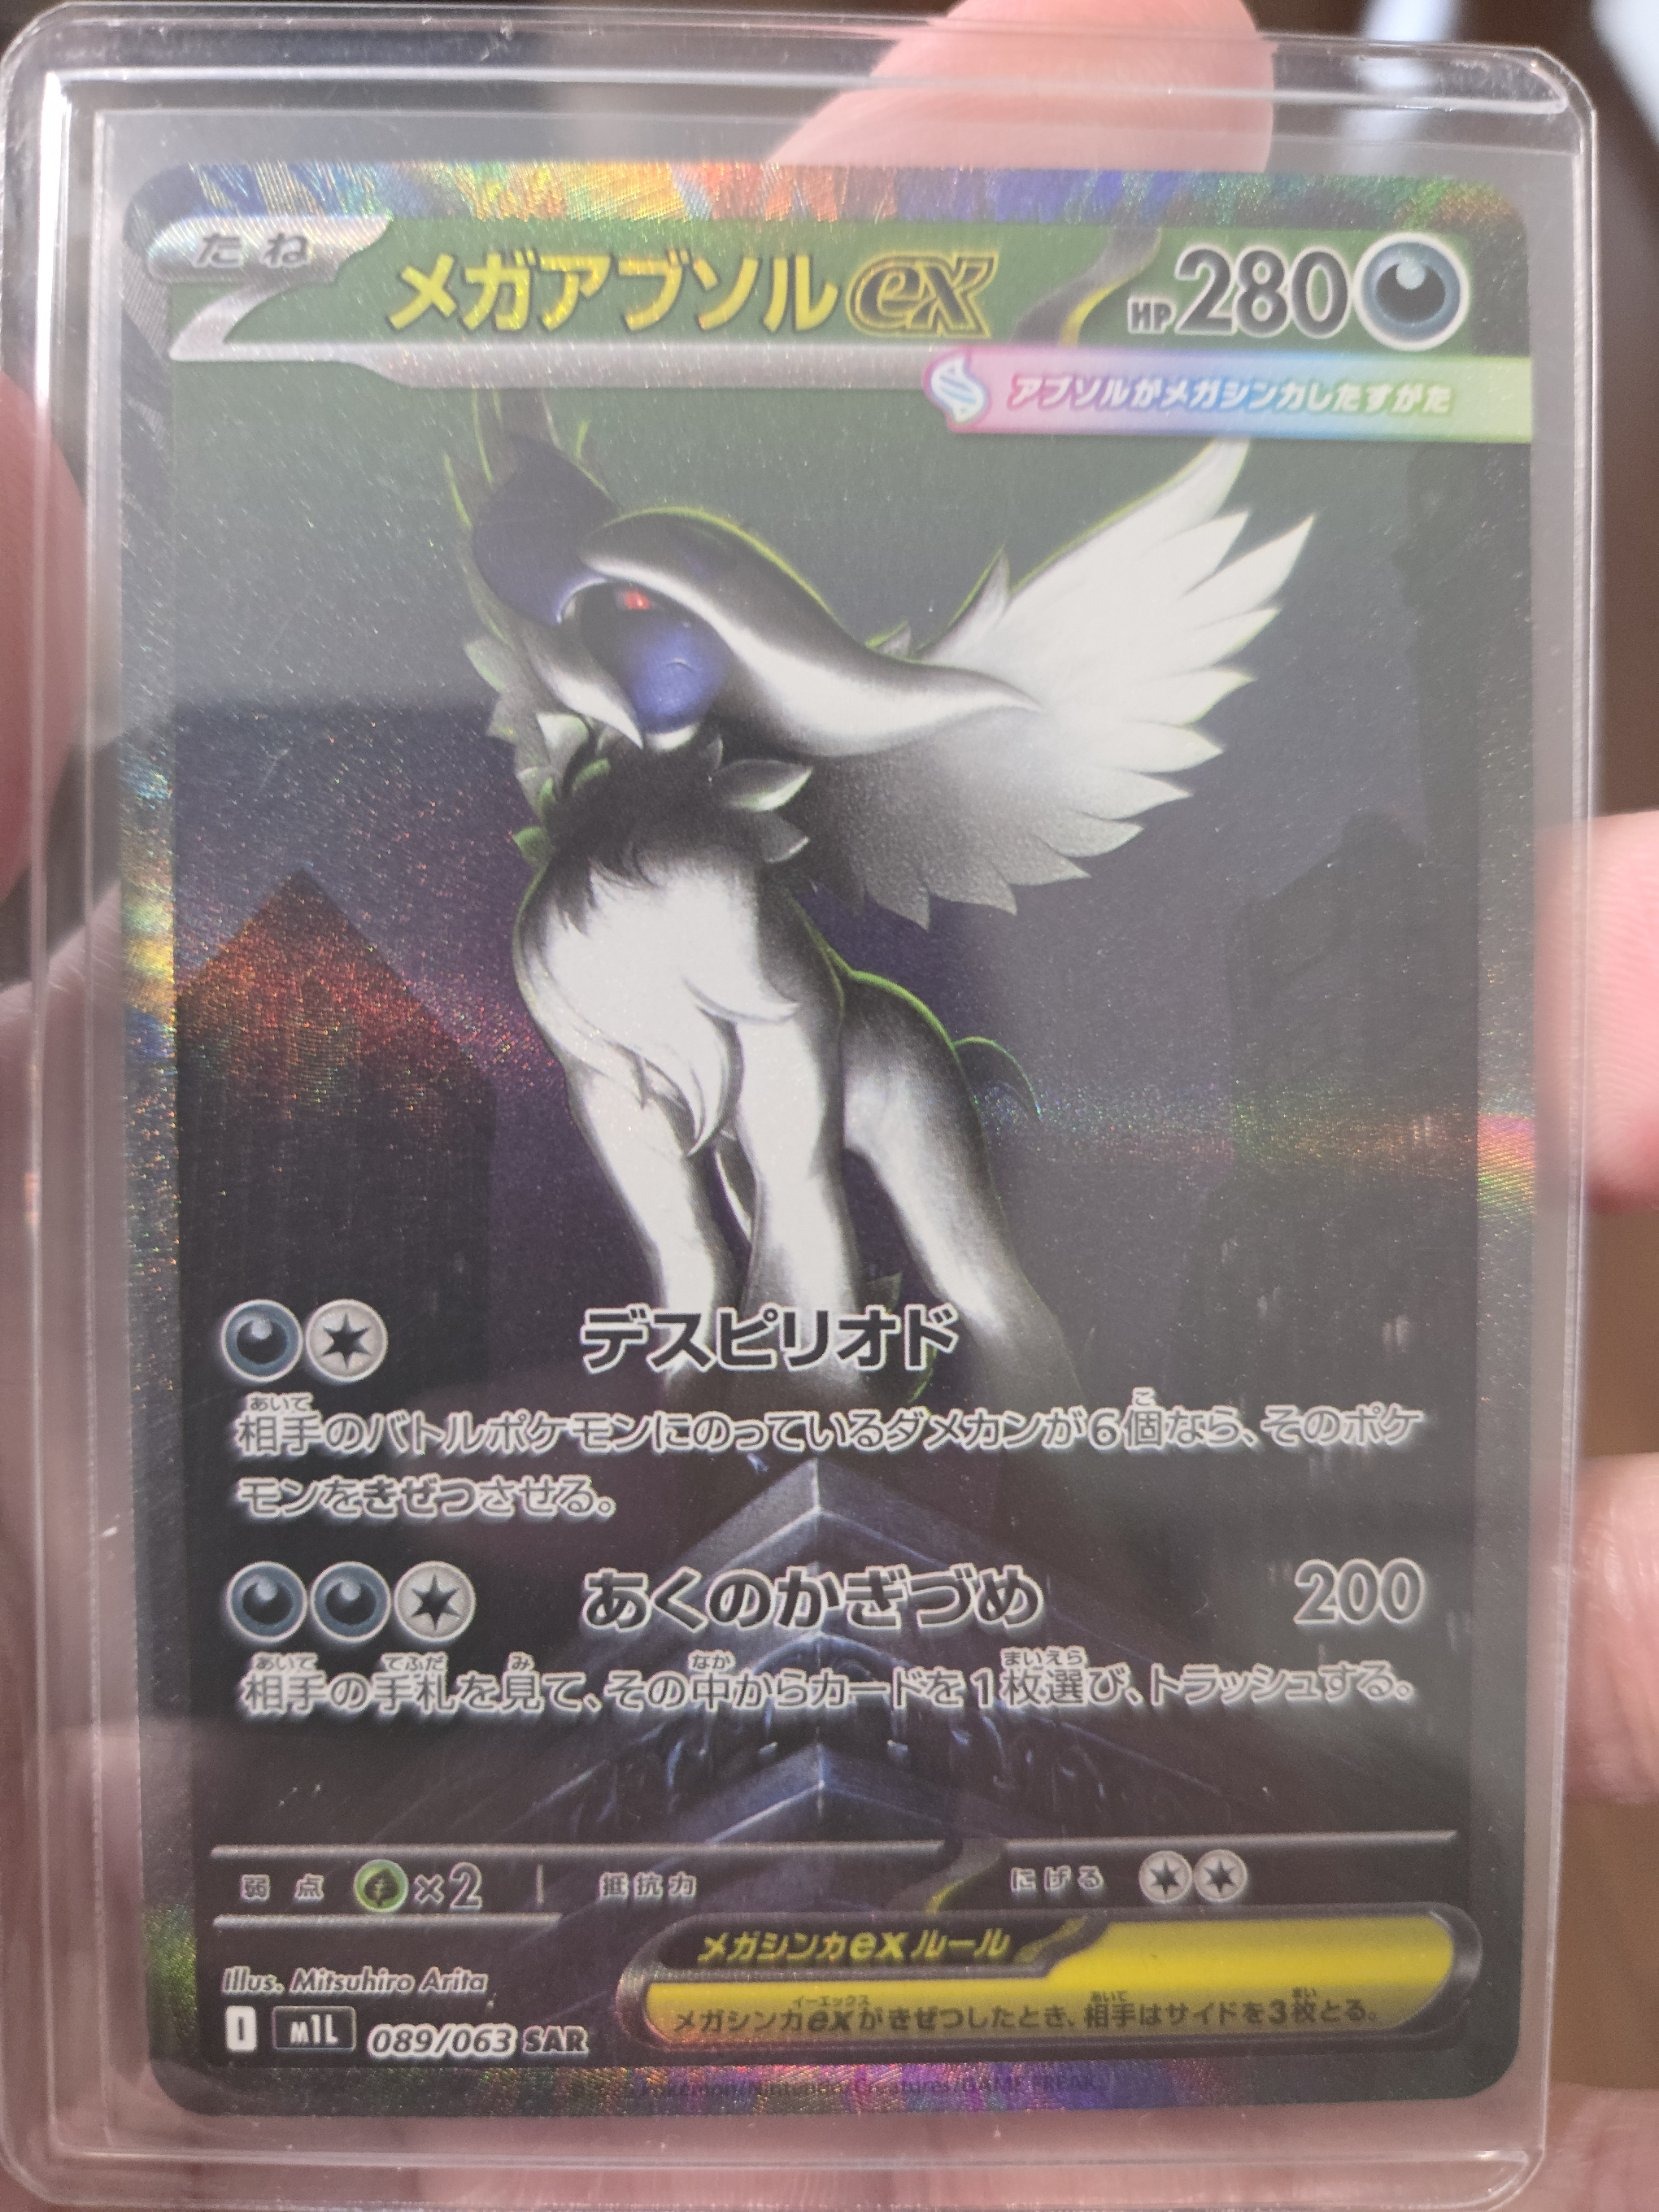 たね
メガアブソルex
HP280
アブソルがメガシンカしたすがた
デスピリオド
相手のバトルポケモンにのっているダメカンが6個なら、そのポケ
モンをきぜつさせる。
あくのかぎづめ 200
相手の手札を見て、その中からカードを1枚選び、トラッシュする。
弱点 ×2 抵抗力 にげる
メガシンカexルール
メガシンカexがきぜつしたとき、相手はサイドを3枚とる。
Illus. Mitsuhiro Arita
I M1L 089/063 SAR
Pokémon/Nintendo/Creatures/GAME FREAK